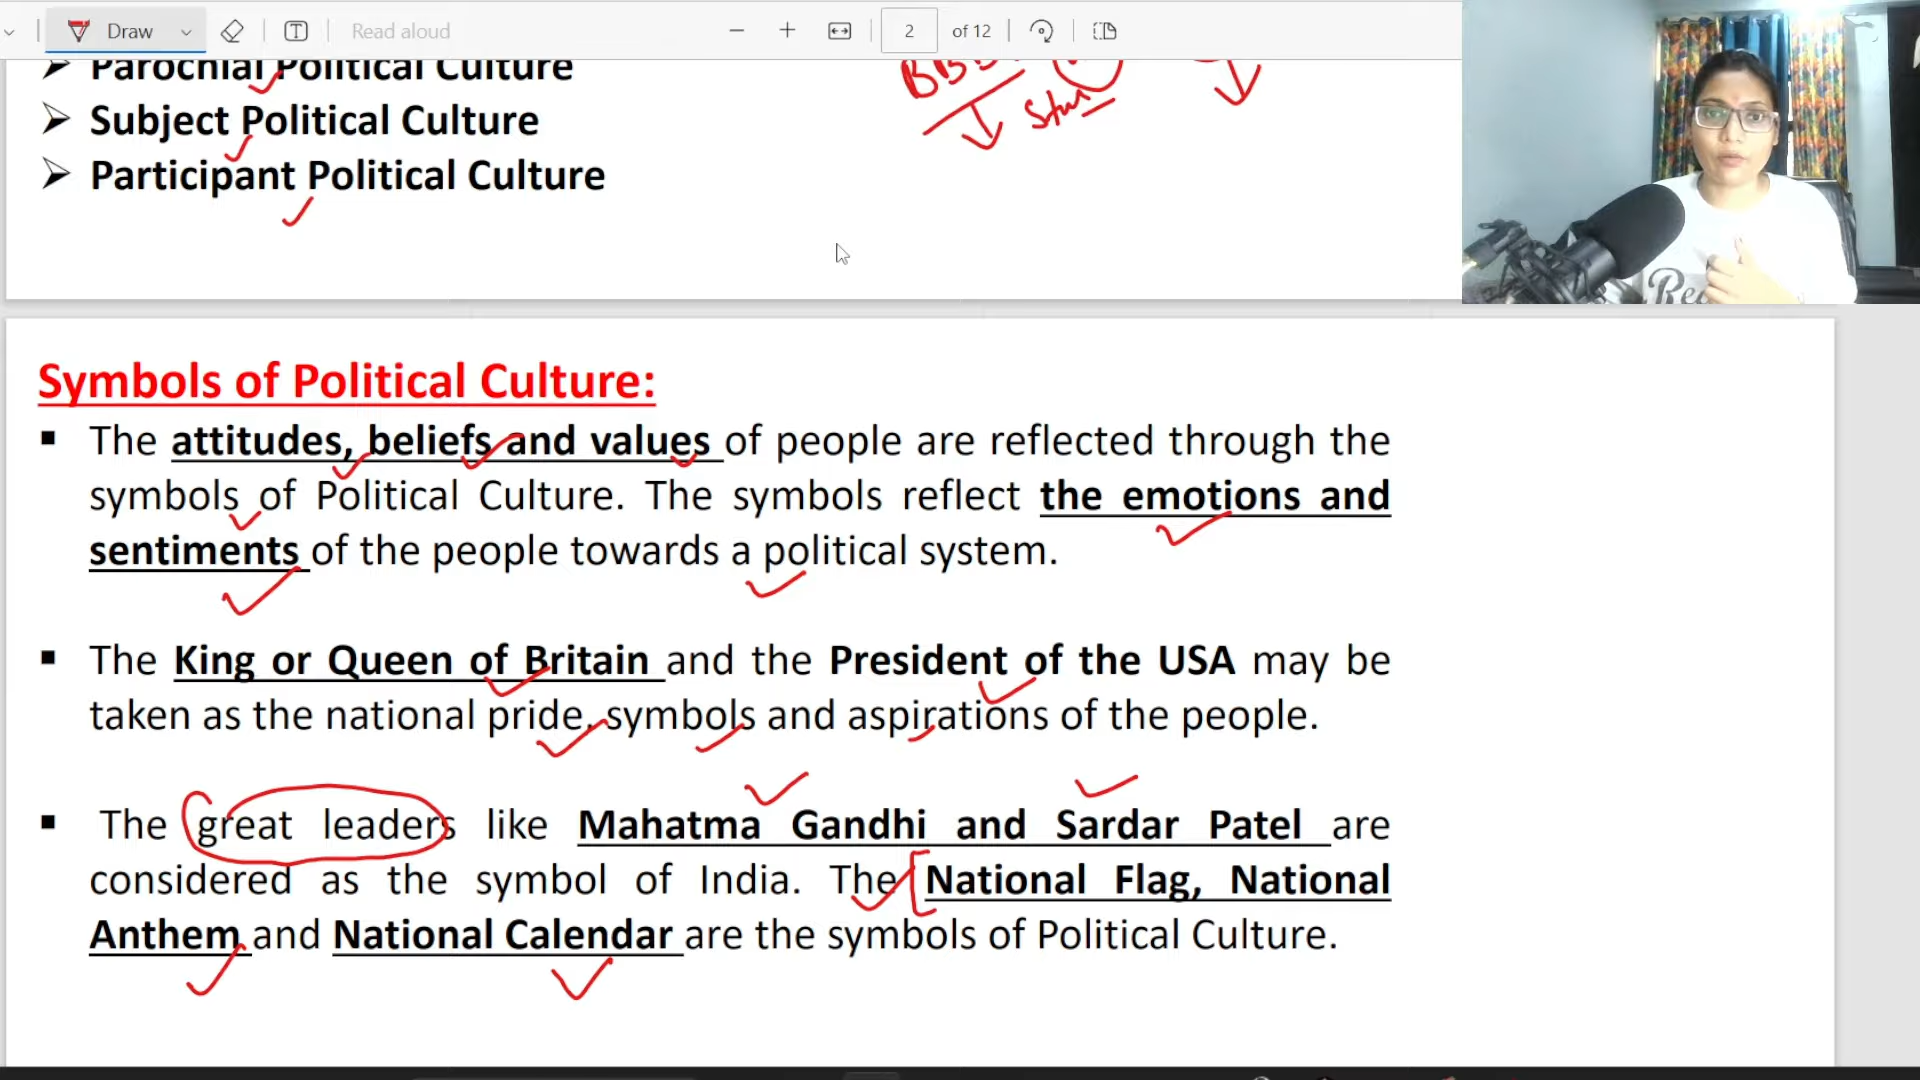 Draw
Read aloud
2 of 12
Parochial Political Culture
Subject Political Culture
Participant Political Culture
Symbols of Political Culture:
The attitudes, beliefs and values of people are reflected through the
symbols of Political Culture. The symbols reflect the emotions and
sentiments of the people towards a political system.
The King or Queen of Britain and the President of the USA may be
taken as the national pride, symbols and aspirations of the people.
The great leaders like Mahatma Gandhi and Sardar Patel are
considered as the symbol of India. The National Flag, National
Anthem and National Calendar are the symbols of Political Culture.